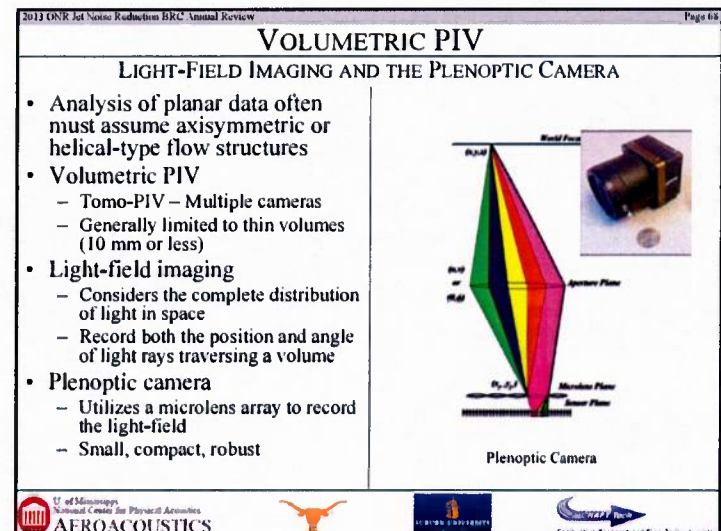 2013 ONR Jet Noise Reduction BRC Annual Review
Page 68
VOLUMETRIC PIV
LIGHT-FIELD IMAGING AND THE PLENOPTIC CAMERA
• Analysis of planar data often
must assume axisymmetric or
helical-type flow structures
• Volumetric PIV
– Tomo-PIV – Multiple cameras
– Generally limited to thin volumes
(10 mm or less)
• Light-field imaging
– Considers the complete distribution
of light in space
– Record both the position and angle
of light rays traversing a volume
• Plenoptic camera
– Utilizes a microlens array to record
the light-field
– Small, compact, robust
World Focal
or
Aperture Plane
Microlens Plane
Sensor Plane
Plenoptic Camera
U. of Mississippi
National Center for Physical Acoustics
AEROACOUSTICS
AUBURN UNIVERSITY
Tech